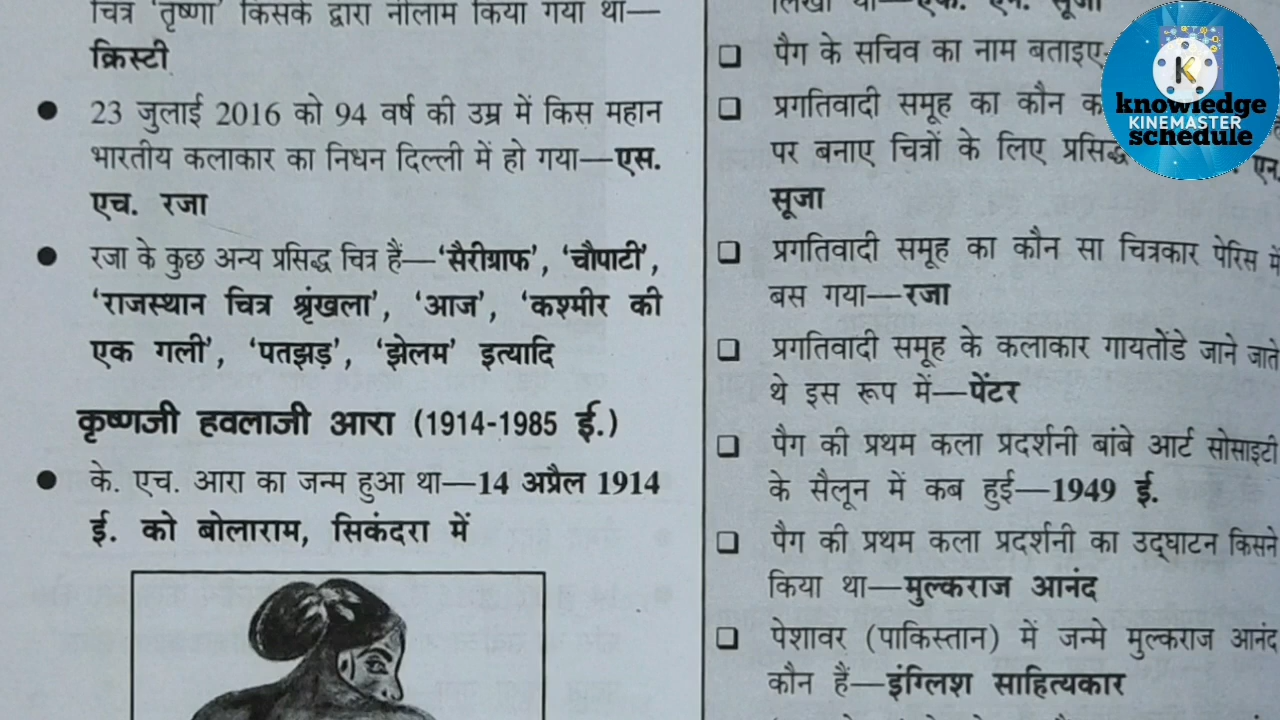 चित्र 'तृष्णा' किसके द्वारा नीलाम किया गया था—
क्रिस्टी
● 23 जुलाई 2016 को 94 वर्ष की उम्र में किस महान
भारतीय कलाकार का निधन दिल्ली में हो गया—एस.
एच. रजा
● रजा के कुछ अन्य प्रसिद्ध चित्र हैं—'सैरीग्राफ', 'चौपाटी',
'राजस्थान चित्र श्रृंखला', 'आज', 'कश्मीर की
एक गली', 'पतझड़', 'झेलम' इत्यादि
कृष्णजी हवलाजी आरा (1914-1985 ई.)
● के. एच. आरा का जन्म हुआ था—14 अप्रैल 1914
ई. को बोलाराम, सिकंदरा में
लिखा था—एफ. एन. सूजा
❑ पैग के सचिव का नाम बताइए-
❑ प्रगतिवादी समूह का कौन
पर बनाए चित्रों के लिए प्रसिद्ध एन.
सूजा
❑ प्रगतिवादी समूह का कौन सा चित्रकार पेरिस में
बस गया—रजा
❑ प्रगतिवादी समूह के कलाकार गायतोंडे जाने जाते
थे इस रूप में—पेंटर
❑ पैग की प्रथम कला प्रदर्शनी बांबे आर्ट सोसाइटी
के सैलून में कब हुई—1949 ई.
❑ पैग की प्रथम कला प्रदर्शनी का उद्घाटन किसने
किया था—मुल्कराज आनंद
❑ पेशावर (पाकिस्तान) में जन्मे मुल्कराज आनंद
कौन हैं—इंग्लिश साहित्यकार
K
knowledge
KINEMASTER
schedule